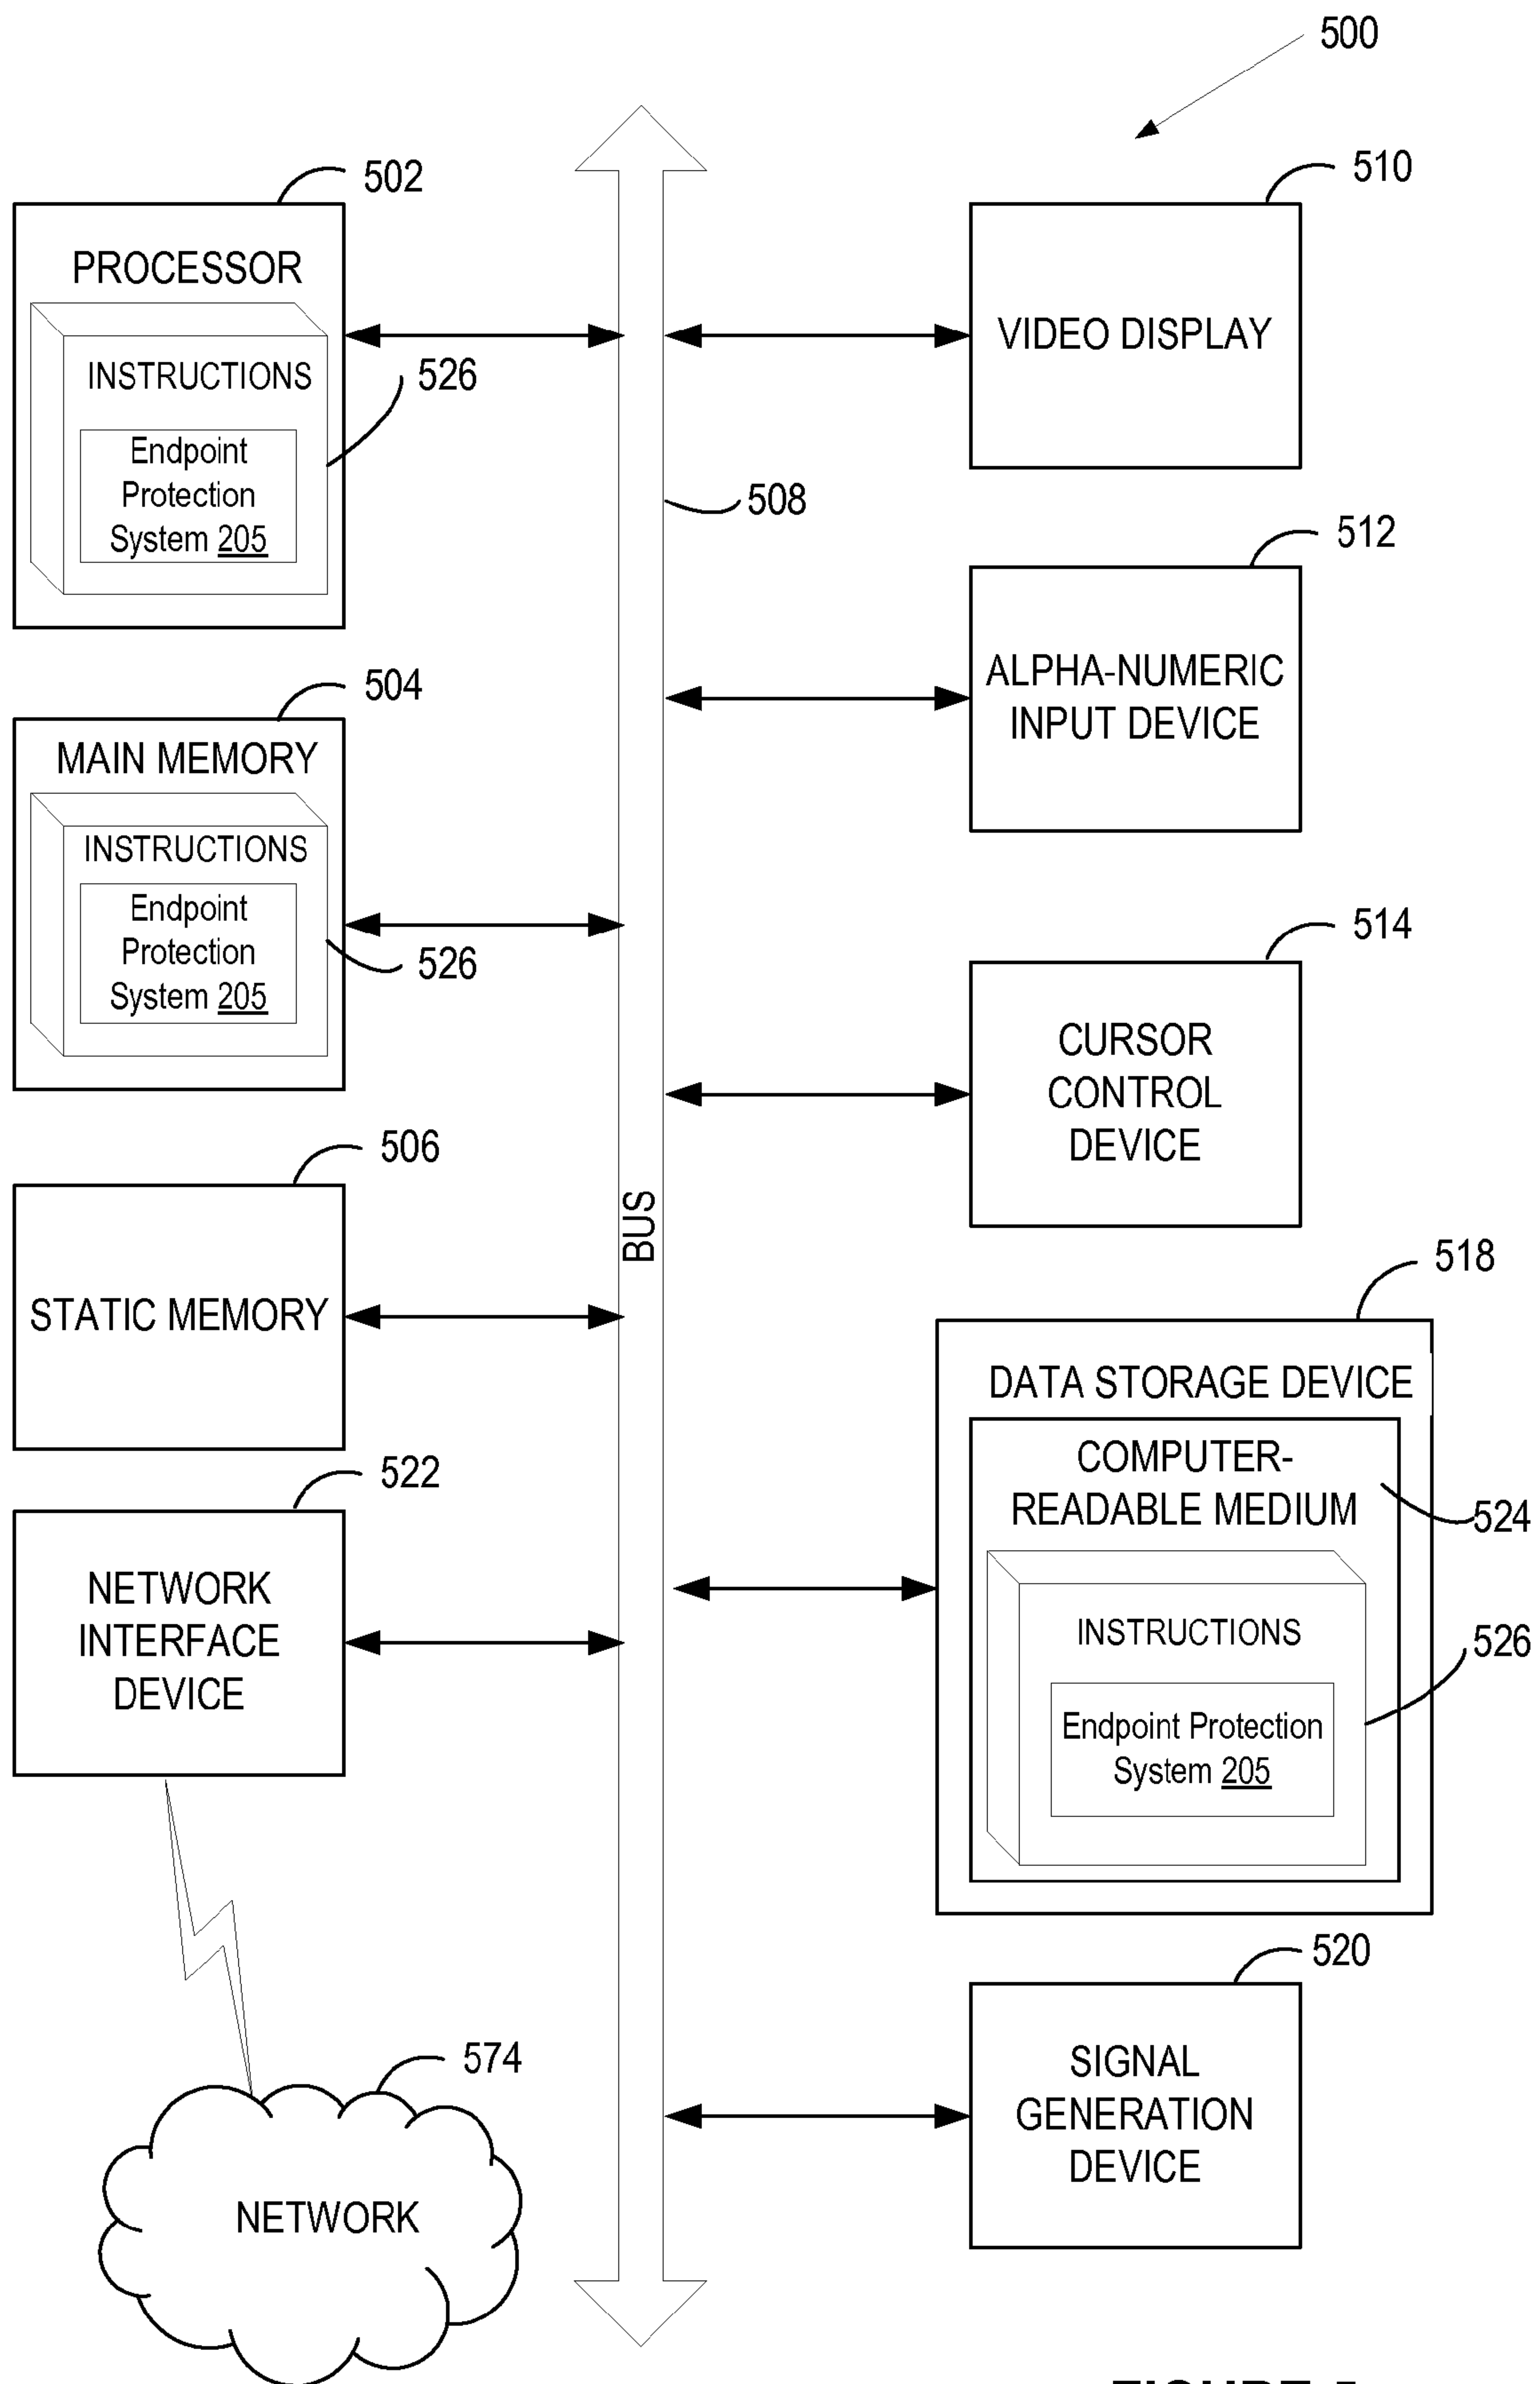 500
502
PROCESSOR
INSTRUCTIONS
526
Endpoint
Protection
System 205
504
MAIN MEMORY
INSTRUCTIONS
Endpoint
Protection
System 205
526
506
STATIC MEMORY
522
NETWORK
INTERFACE
DEVICE
574
NETWORK
BUS
508
510
VIDEO DISPLAY
512
ALPHA-NUMERIC
INPUT DEVICE
514
CURSOR
CONTROL
DEVICE
518
DATA STORAGE DEVICE
COMPUTER-
READABLE MEDIUM
524
INSTRUCTIONS
526
Endpoint Protection
System 205
520
SIGNAL
GENERATION
DEVICE